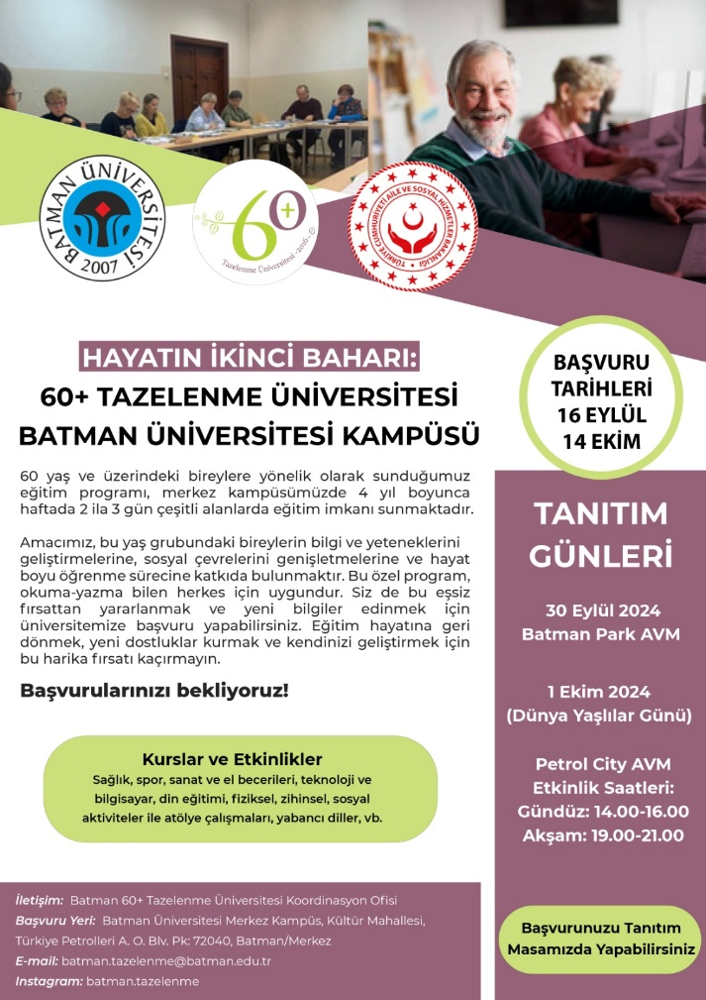 BATMAN ÜNİVERSİTESİ
2007
60+
Tazelenme Üniversitesi -2016-
TÜRKİYE CUMHURİYETİ AİLE VE SOSYAL HİZMETLER BAKANLIĞI
HAYATIN İKİNCİ BAHARI:
60+ TAZELENME ÜNİVERSİTESİ
BATMAN ÜNİVERSİTESİ KAMPÜSÜ
60 yaş ve üzerindeki bireylere yönelik olarak sunduğumuz
eğitim programı, merkez kampüsümüzde 4 yıl boyunca
haftada 2 ila 3 gün çeşitli alanlarda eğitim imkanı sunmaktadır.
Amacımız, bu yaş grubundaki bireylerin bilgi ve yeteneklerini
geliştirmelerine, sosyal çevrelerini genişletmelerine ve hayat
boyu öğrenme sürecine katkıda bulunmaktır. Bu özel program,
okuma-yazma bilen herkes için uygundur. Siz de bu eşsiz
fırsattan yararlanmak ve yeni bilgiler edinmek için
üniversitemize başvuru yapabilirsiniz. Eğitim hayatına geri
dönmek, yeni dostluklar kurmak ve kendinizi geliştirmek için
bu harika fırsatı kaçırmayın.
Başvurularınızı bekliyoruz!
Kurslar ve Etkinlikler
Sağlık, spor, sanat ve el becerileri, teknoloji ve
bilgisayar, din eğitimi, fiziksel, zihinsel, sosyal
aktiviteler ile atölye çalışmaları, yabancı diller, vb.
İletişim: Batman 60+ Tazelenme Üniversitesi Koordinasyon Ofisi
Başvuru Yeri: Batman Üniversitesi Merkez Kampüs, Kültür Mahallesi,
Türkiye Petrolleri A. O. Blv. Pk: 72040, Batman/Merkez
E-mail: batman.tazelenme@batman.edu.tr
Instagram: batman.tazelenme
BAŞVURU
TARİHLERİ
16 EYLÜL
14 EKİM
TANITIM
GÜNLERİ
30 Eylül 2024
Batman Park AVM
1 Ekim 2024
(Dünya Yaşlılar Günü)
Petrol City AVM
Etkinlik Saatleri:
Gündüz: 14.00-16.00
Akşam: 19.00-21.00
Başvurunuzu Tanıtım
Masamızda Yapabilirsiniz